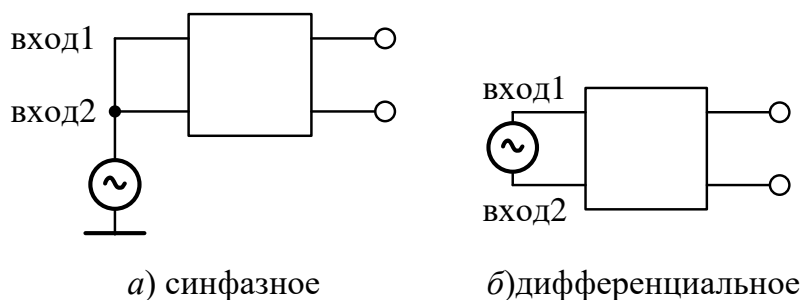 вход1
вход2
вход1
вход2
а) синфазное
б)дифференциальное